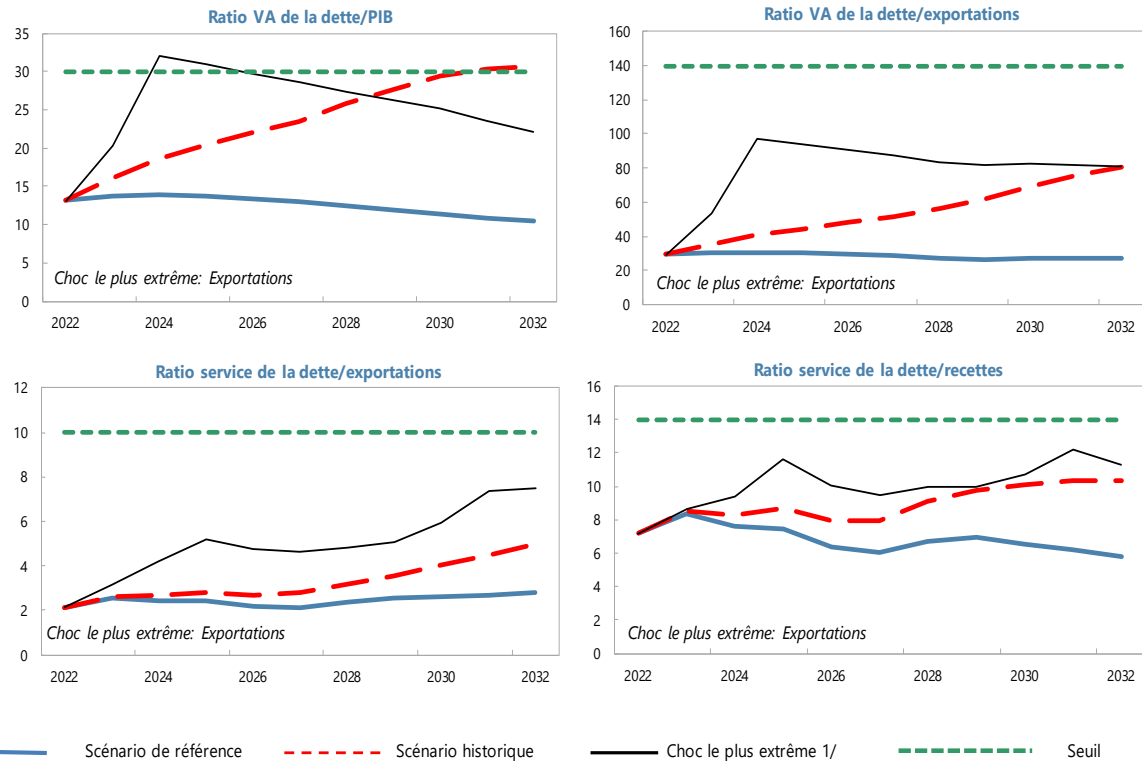 Ratio VA de la dette/PIB
35
30
25
20
15
10
5
0
Choc le plus extrême: Exportations
2022 2024 2026 2028 2030 2032
Ratio VA de la dette/exportations
160
140
120
100
80
60
40
20
0
Choc le plus extrême: Exportations
2022 2024 2026 2028 2030 2032
Ratio service de la dette/exportations
12
10
8
6
4
2
0
Choc le plus extrême: Exportations
2022 2024 2026 2028 2030 2032
Ratio service de la dette/recettes
16
14
12
10
8
6
4
2
0
Choc le plus extrême: Exportations
2022 2024 2026 2028 2030 2032
Scénario de référence Scénario historique Choc le plus extrême 1/ Seuil